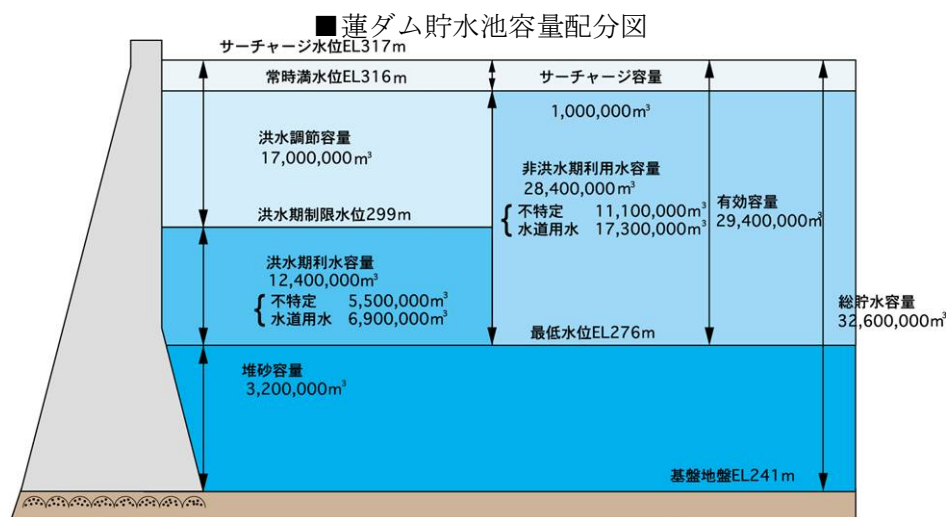 ■蓮ダム貯水池容量配分図
サーチャージ水位EL317m
常時満水位EL316m
サーチャージ容量
1,000,000㎥
洪水調節容量
17,000,000㎥
非洪水期利用水容量
28,400,000㎥
不特定 11,100,000㎥
水道用水 17,300,000㎥
有効容量
29,400,000㎥
洪水期制限水位299m
洪水期利水容量
12,400,000㎥
不特定 5,500,000㎥
水道用水 6,900,000㎥
総貯水容量
32,600,000㎥
最低水位EL276m
堆砂容量
3,200,000㎥
基盤地盤EL241m